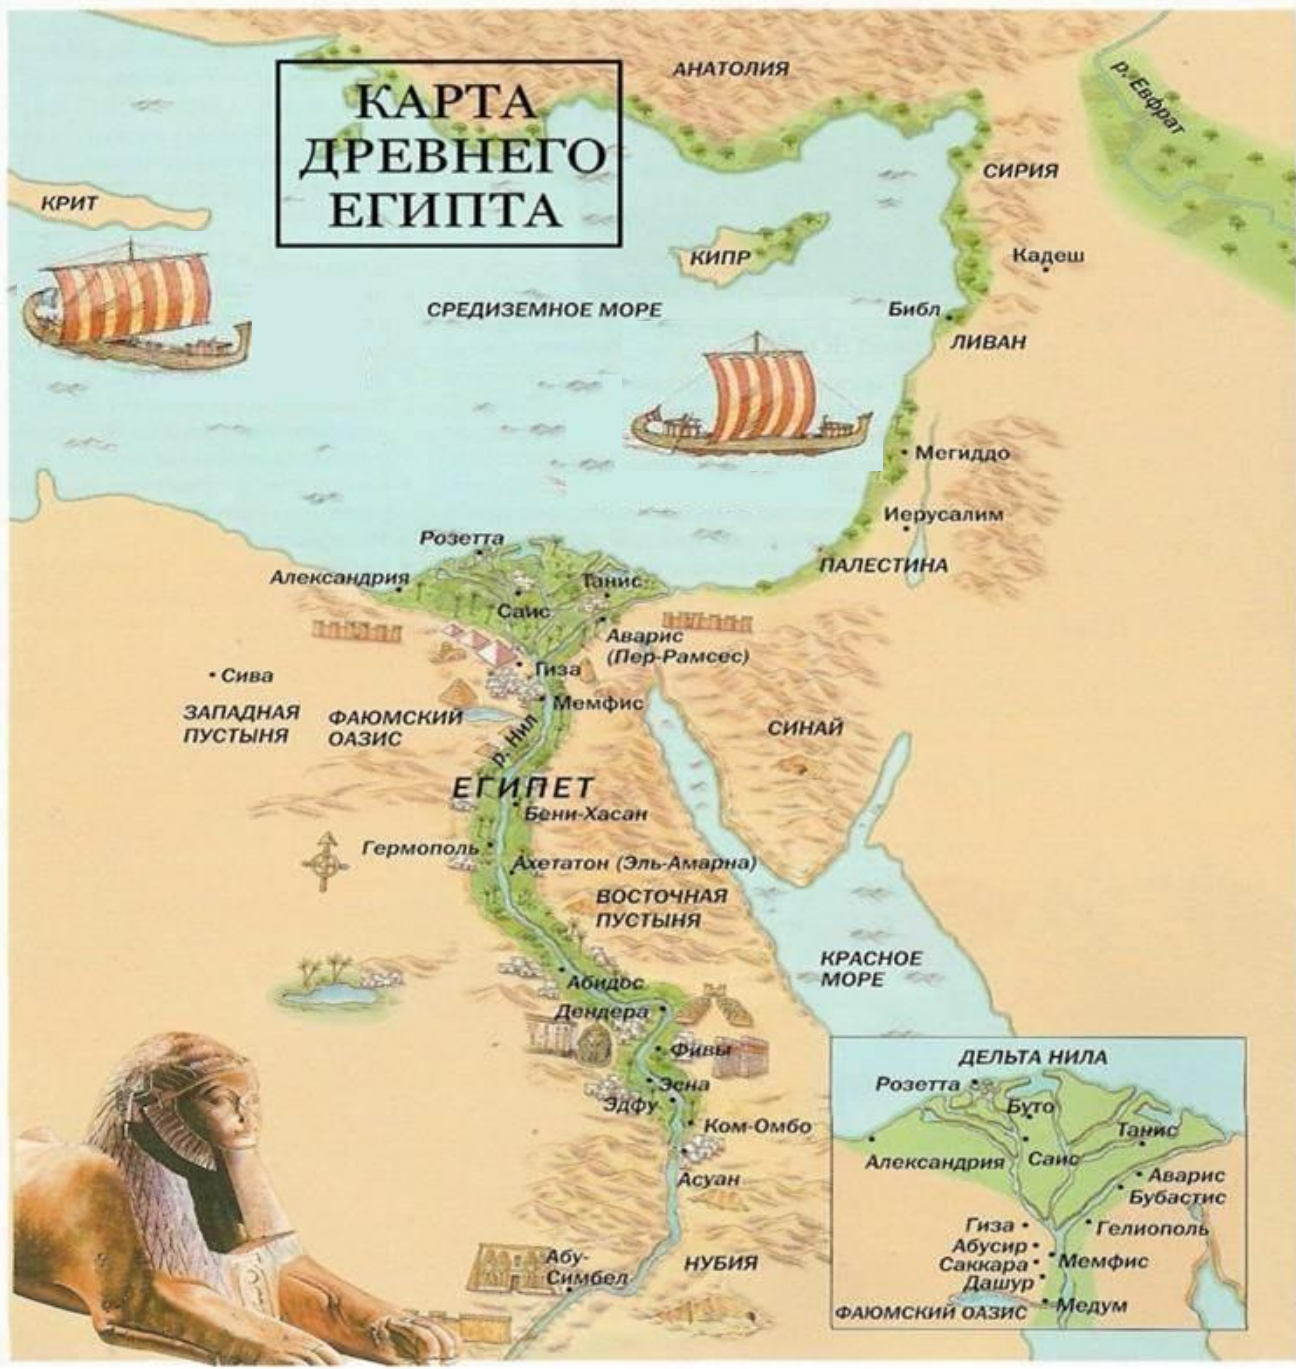 КАРТА
ДРЕВНЕГО
ЕГИПТА
АНАТОЛИЯ
р. Евфрат
СИРИЯ
КРИТ
КИПР
Кадеш
СРЕДИЗЕМНОЕ МОРЕ
Библ
ЛИВАН
Мегиддо
Иерусалим
ПАЛЕСТИНА
Розетта
Александрия
Танис
Саис
Аварис
(Пер-Рамсес)
Гиза
Сива
Мемфис
ЗАПАДНАЯ
ПУСТЫНЯ
ФАЮМСКИЙ
ОАЗИС
р. Нил
СИНАЙ
ЕГИПЕТ
Бени-Хасан
Гермополь
Ахетатон (Эль-Амарна)
ВОСТОЧНАЯ
ПУСТЫНЯ
КРАСНОЕ
МОРЕ
Абидос
Дендера
Фивы
Эсна
Эдфу
Ком-Омбо
Асуан
Абу-
Симбел
НУБИЯ
ДЕЛЬТА НИЛА
Розетта
Буто
Танис
Александрия
Саис
Аварис
Бубастис
Гиза
Гелиополь
Абусир
Мемфис
Саккара
Дашур
ФАЮМСКИЙ ОАЗИС
Медум